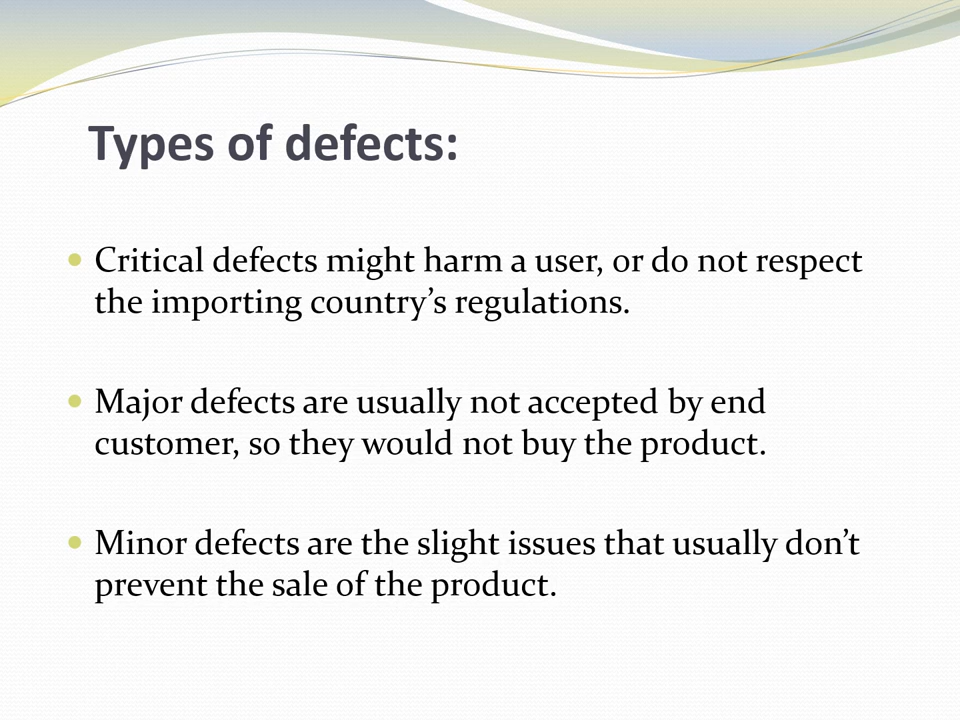 Types of defects:
Critical defects might harm a user, or do not respect
the importing country’s regulations.
Major defects are usually not accepted by end
customer, so they would not buy the product.
Minor defects are the slight issues that usually don’t
prevent the sale of the product.